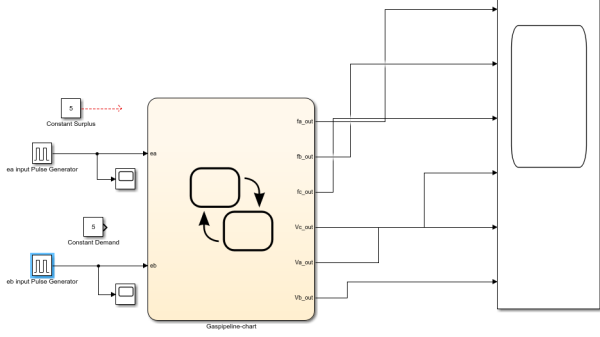 5
Constant Surplus
fa_out
ea
fb_out
ea input Pulse Generator
fc_out
5
Vc_out
Constant Demand
Va_out
eb
eb input Pulse Generator
Vb_out
Gaspipeline-chart